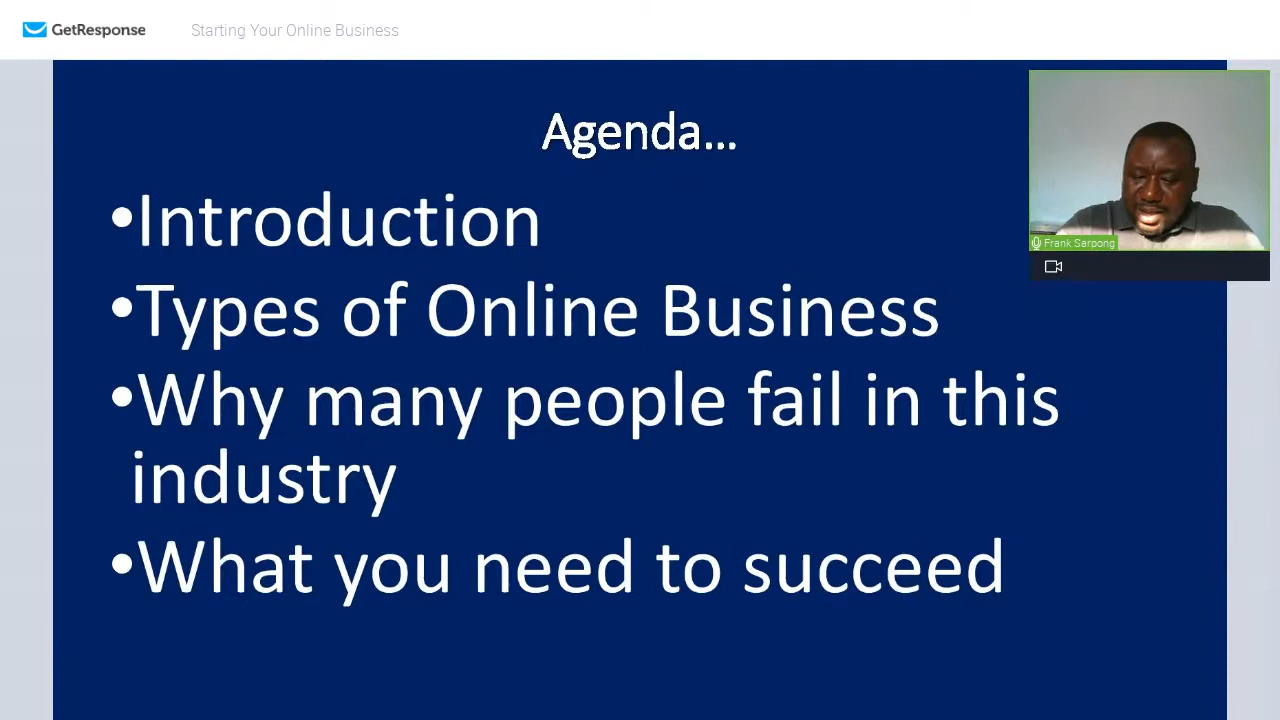 GetResponse
Starting Your Online Business
Agenda...
•Introduction
•Types of Online Business
•Why many people fail in this
industry
•What you need to succeed
Frank Sarpong